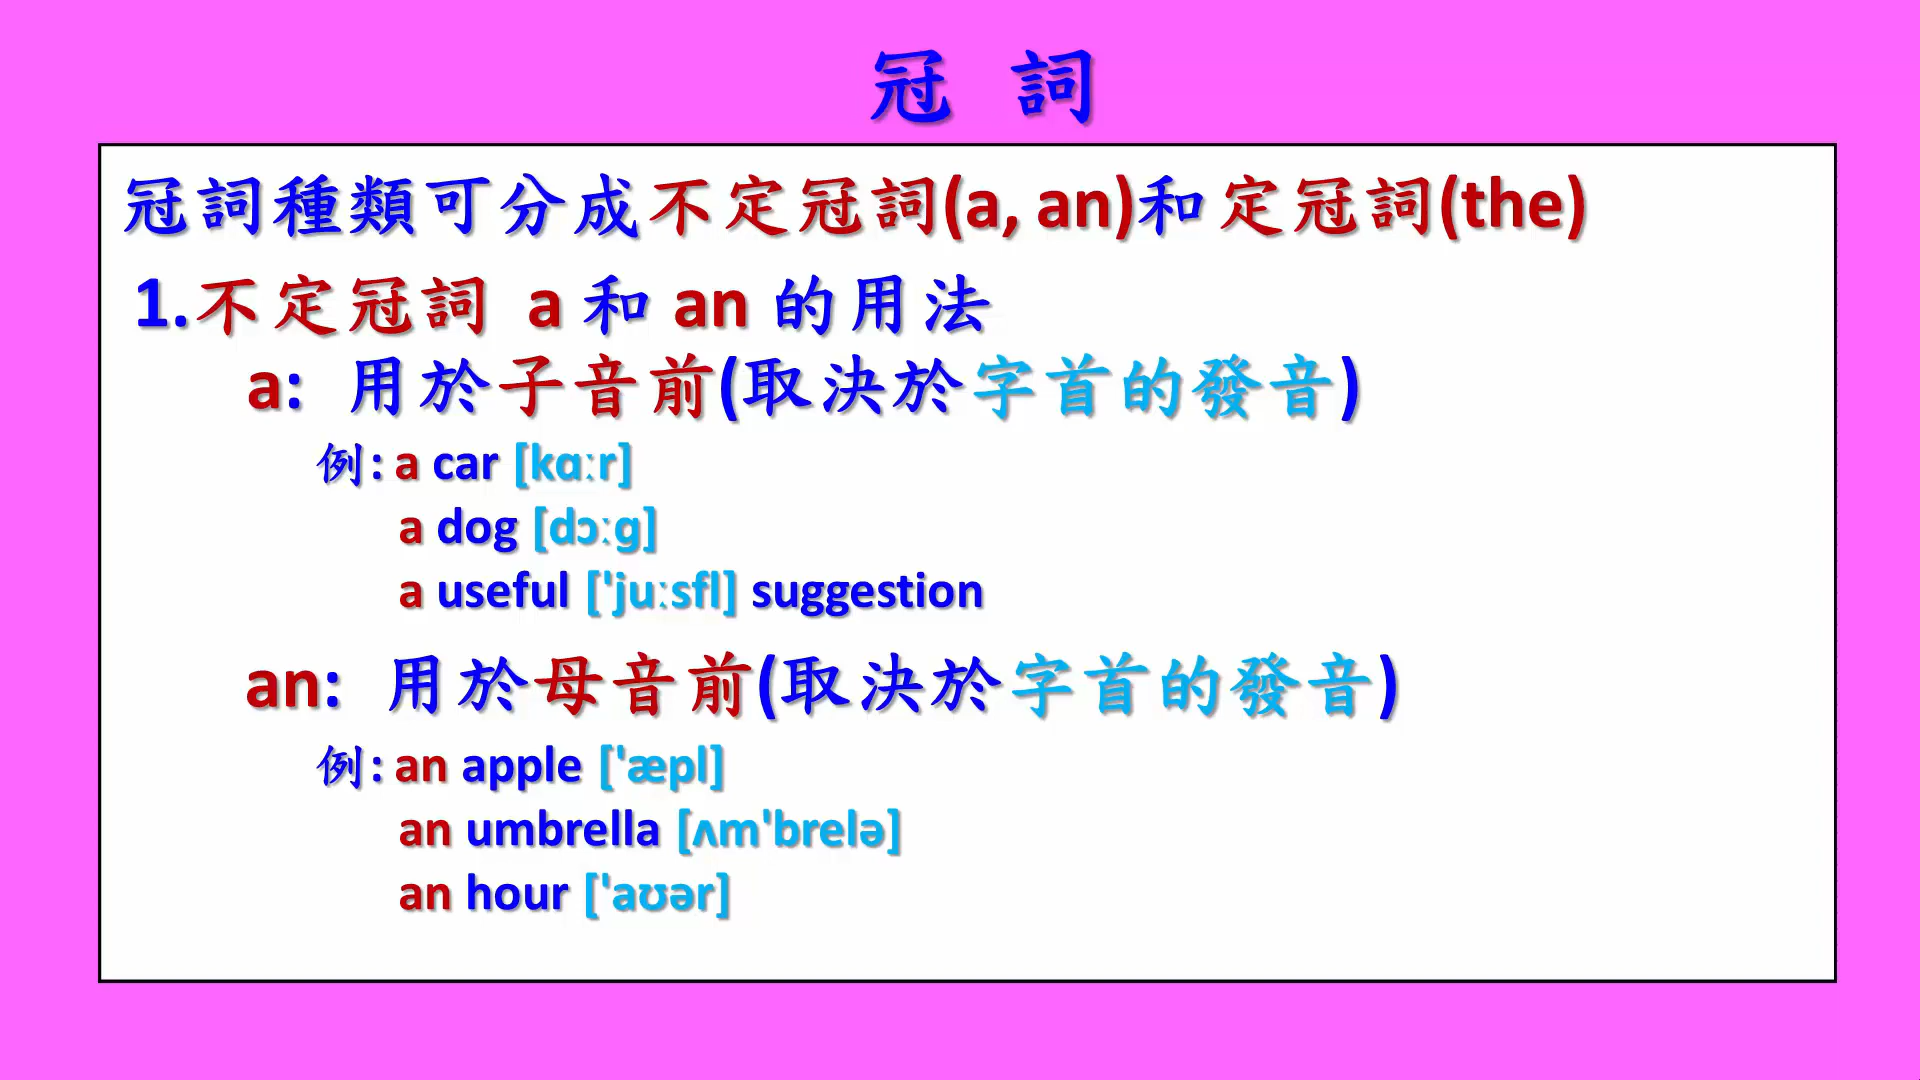 冠 詞
冠詞種類可分成不定冠詞(a, an)和定冠詞(the)
1.不定冠詞 a 和 an 的用法
a: 用於子音前(取決於字首的發音)
例: a car [kɑːr]
a dog [dɔːg]
a useful ['juːsfl] suggestion
an: 用於母音前(取決於字首的發音)
例: an apple ['æpl]
an umbrella [ʌm'brelə]
an hour ['aʊər]